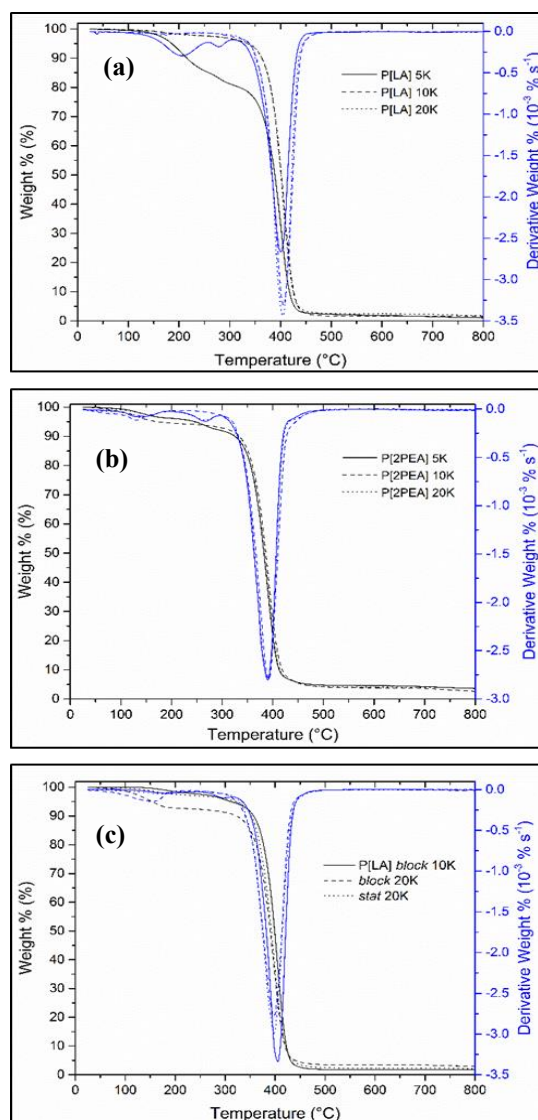 (a)
P[LA] 5K
P[LA] 10K
P[LA] 20K
Weight % (%)
100
90
80
70
60
50
40
30
20
10
0
0 100 200 300 400 500 600 700 800
Temperature (°C)
0.0
-0.5
-1.0
-1.5
-2.0
-2.5
-3.0
-3.5
Derivative Weight % (10⁻³ % s⁻¹)
(b)
P[2PEA] 5K
P[2PEA] 10K
P[2PEA] 20K
Weight % (%)
100
90
80
70
60
50
40
30
20
10
0
0 100 200 300 400 500 600 700 800
Temperature (°C)
0.0
-0.5
-1.0
-1.5
-2.0
-2.5
-3.0
Derivative Weight % (10⁻³ % s⁻¹)
(c)
P[LA] block 10K
block 20K
stat 20K
Weight % (%)
100
90
80
70
60
50
40
30
20
10
0
0 100 200 300 400 500 600 700 800
Temperature (°C)
0.0
-0.5
-1.0
-1.5
-2.0
-2.5
-3.0
-3.5
Derivative Weight % (10⁻³ % s⁻¹)